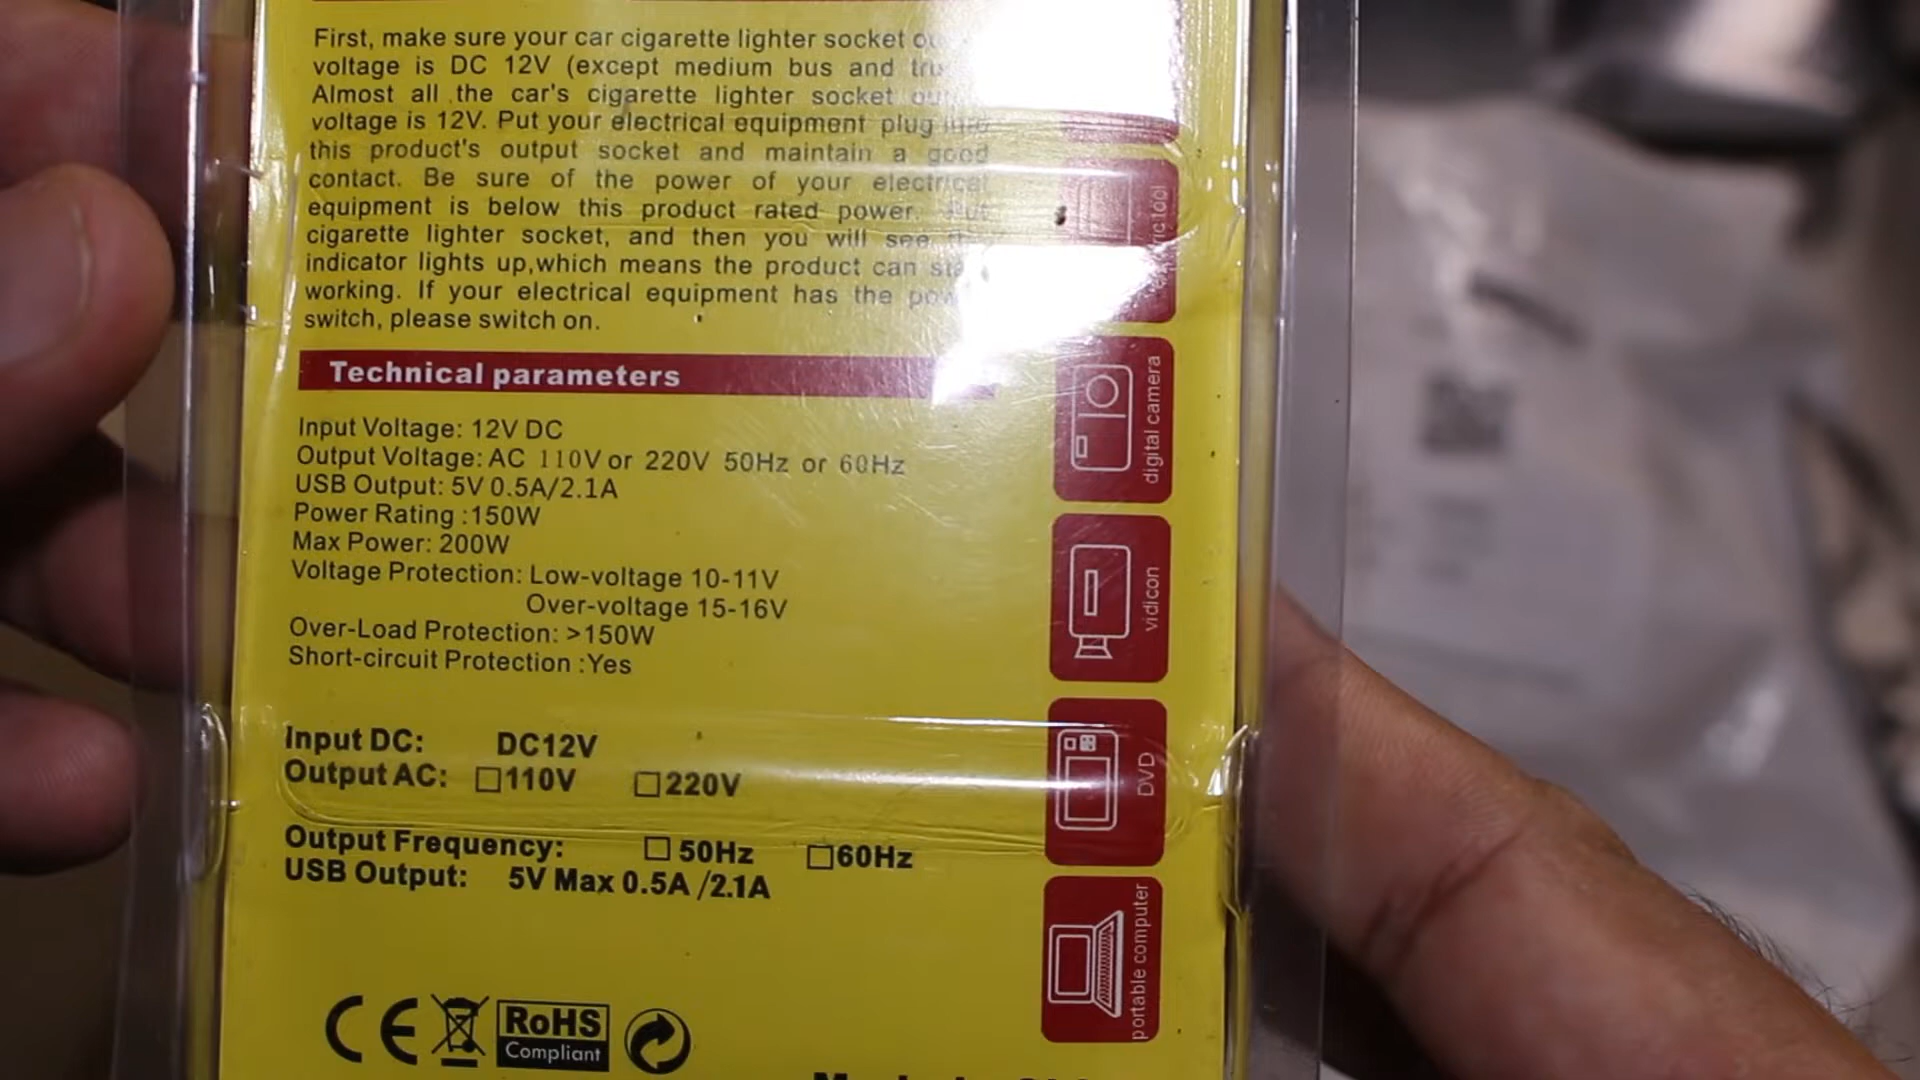 First, make sure your car cigarette lighter socket
voltage is DC 12V (except medium bus and
Almost all the car's cigarette lighter socket
voltage is 12V. Put your electrical equipment plug
this product's output socket and maintain a good
contact. Be sure of the power of your electrical
equipment is below this product rated power. Put
cigarette lighter socket, and then you will see
indicator lights up,which means the product can
working. If your electrical equipment has the
switch, please switch on.
Technical parameters
Input Voltage: 12V DC
Output Voltage: AC 110V or 220V 50Hz or 60Hz
USB Output: 5V 0.5A/2.1A
Power Rating :150W
Max Power: 200W
Voltage Protection: Low-voltage 10-11V
Over-voltage 15-16V
Over-Load Protection: >150W
Short-circuit Protection :Yes
Input DC: DC12V
Output AC: □110V □220V
Output Frequency: □ 50Hz □60Hz
USB Output: 5V Max 0.5A /2.1A
CE RoHS
Compliant
tool
digital camera
vidicon
DVD
portable computer